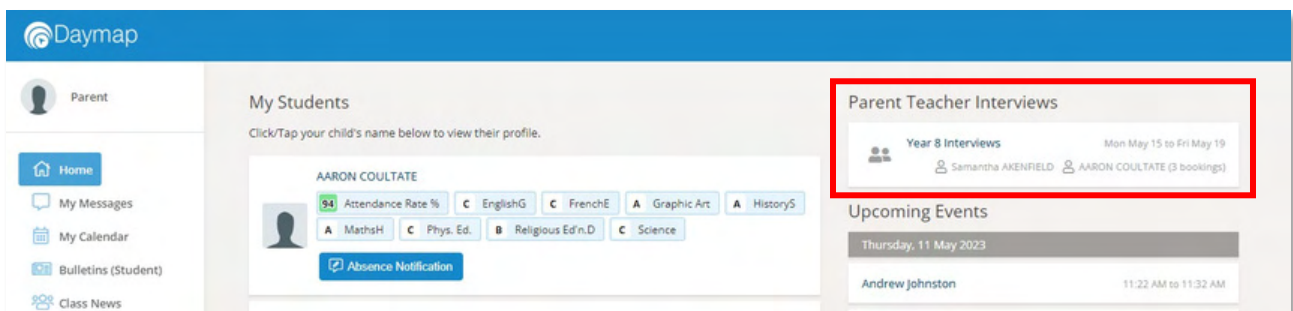 Daymap
Parent
Home
My Messages
My Calendar
Bulletins (Student)
Class News
My Students
Click/Tap your child's name below to view their profile.
AARON COULTATE
94 Attendance Rate % C EnglishG C FrenchE A Graphic Art A HistoryS
A MathsH C Phys. Ed. B Religious Ed'n.D C Science
Absence Notification
Parent Teacher Interviews
Year 8 Interviews Mon May 15 to Fri May 19
Samantha AKENFIELD AARON COULTATE (3 bookings)
Upcoming Events
Thursday, 11 May 2023
Andrew Johnston 11:22 AM to 11:32 AM